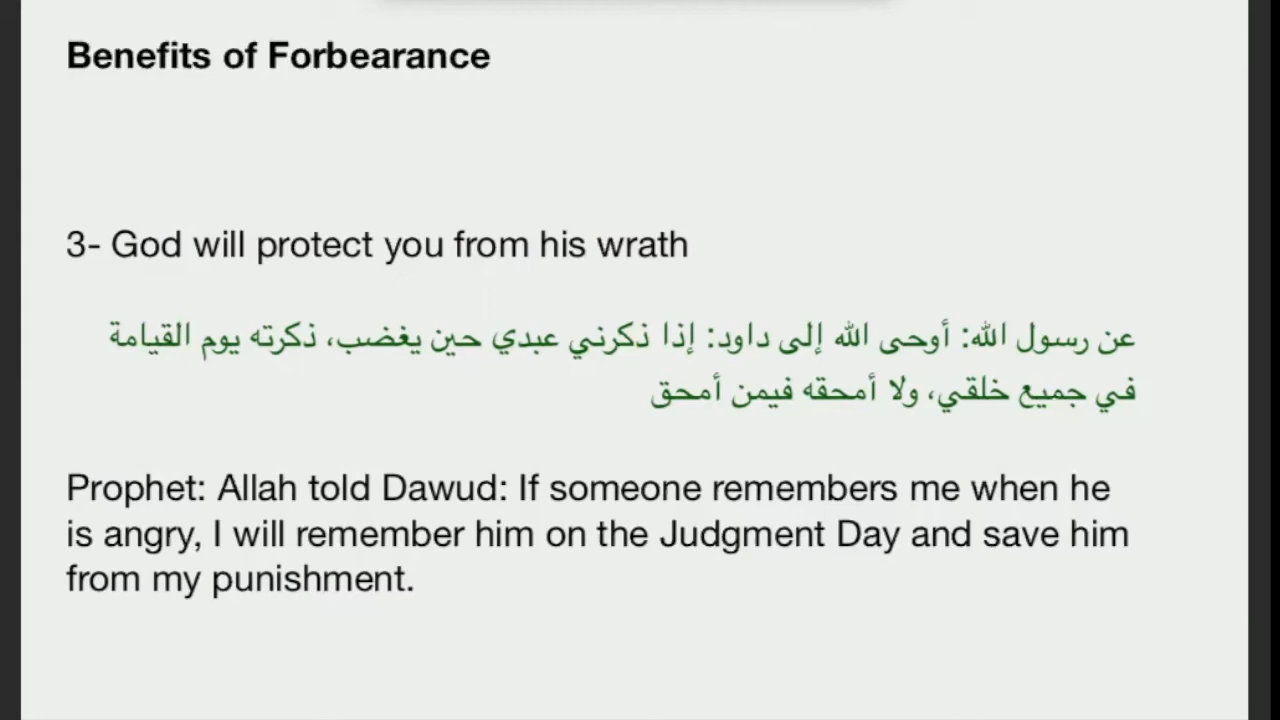 Benefits of Forbearance
3- God will protect you from his wrath
عن رسول الله: أوحى الله إلى داود: إذا ذكرني عبدي حين يغضب، ذكرته يوم القيامة
في جميع خلقي، ولا أمحقه فيمن أمحق
Prophet: Allah told Dawud: If someone remembers me when he
is angry, I will remember him on the Judgment Day and save him
from my punishment.